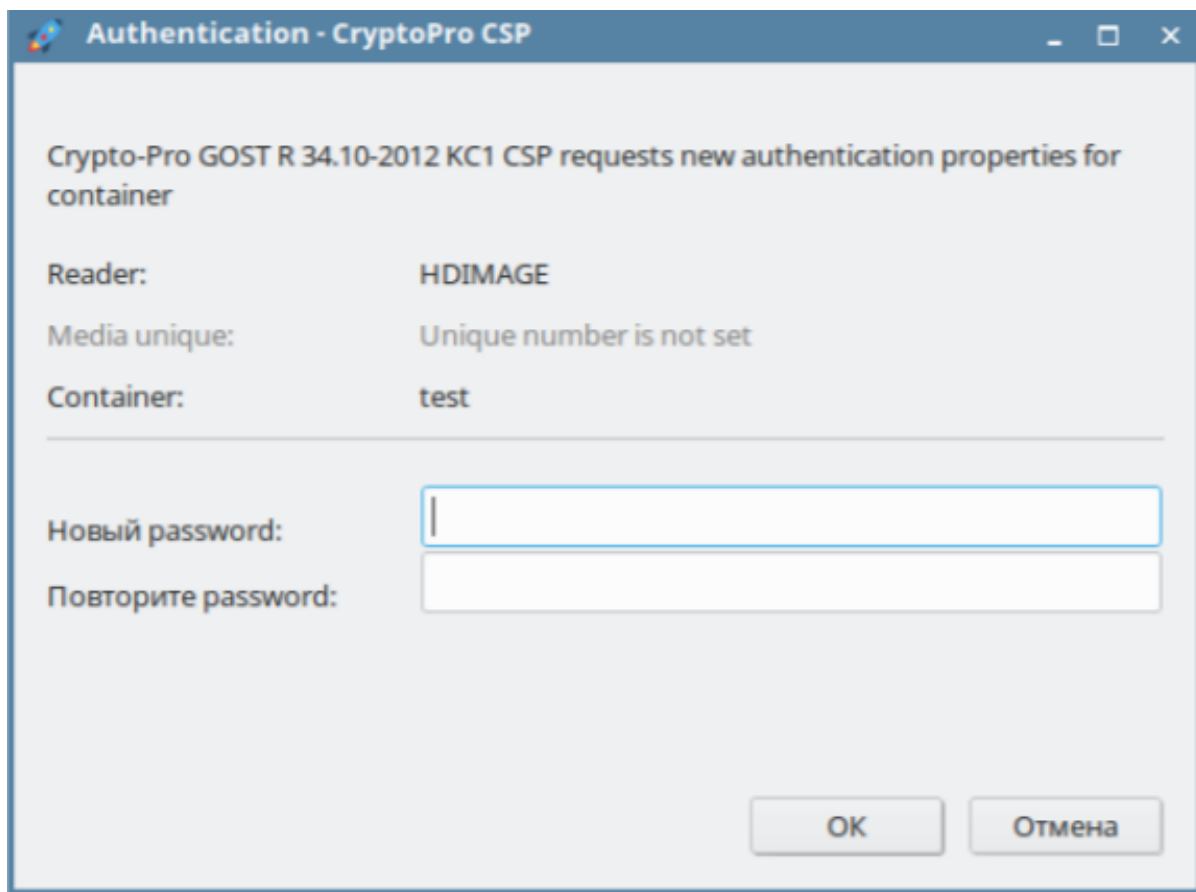 Authentication - CryptoPro CSP
Crypto-Pro GOST R 34.10-2012 KC1 CSP requests new authentication properties for
container
Reader: HDIMAGE
Media unique: Unique number is not set
Container: test
Новый password:
Повторите password:
OK Отмена